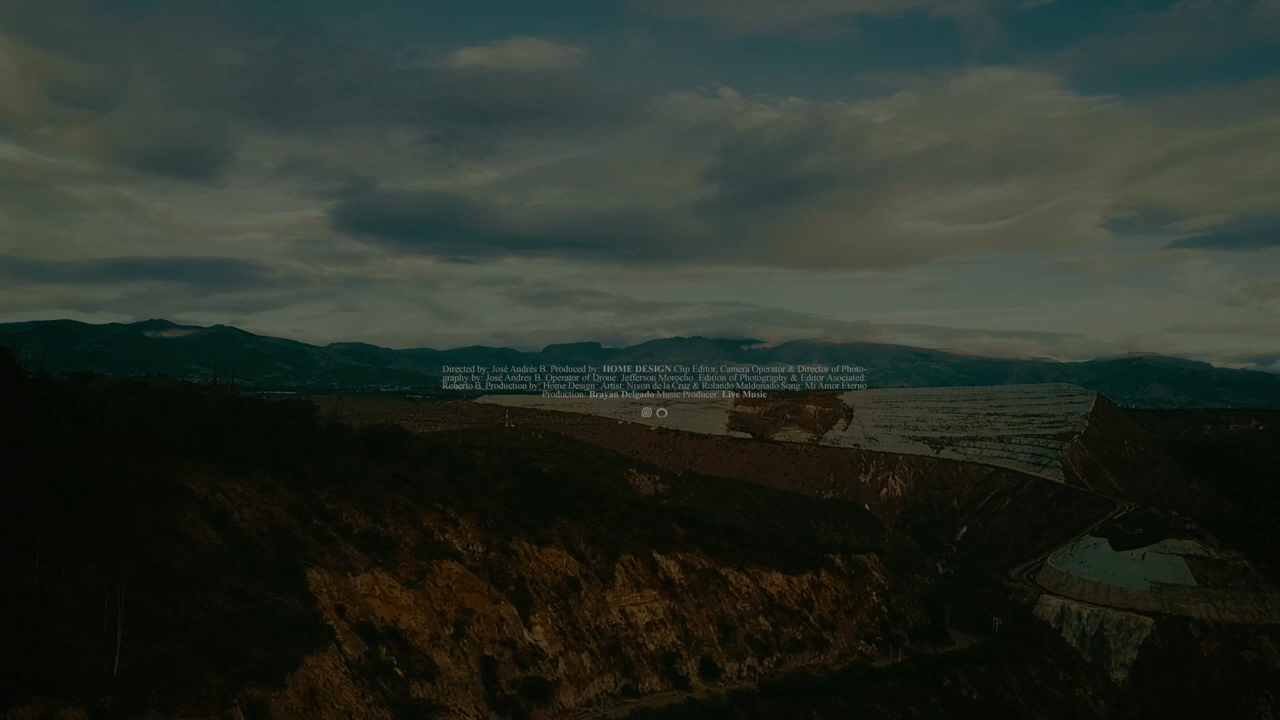 Directed by: José Andrés B. Produced by: HOME DESIGN Clip Editor, Camera Operator & Director of Photo-
graphy by: José Andres B. Operator of Drone: Jefferson Morocho Edition of Photography & Editor Asociated:
Roberto B. Production by: Home Design Artist: Nixon de la Cruz & Rolando Maldonado Song: Mi Amor Eterno
Production: Brayan Delgado Music Producer Live Music